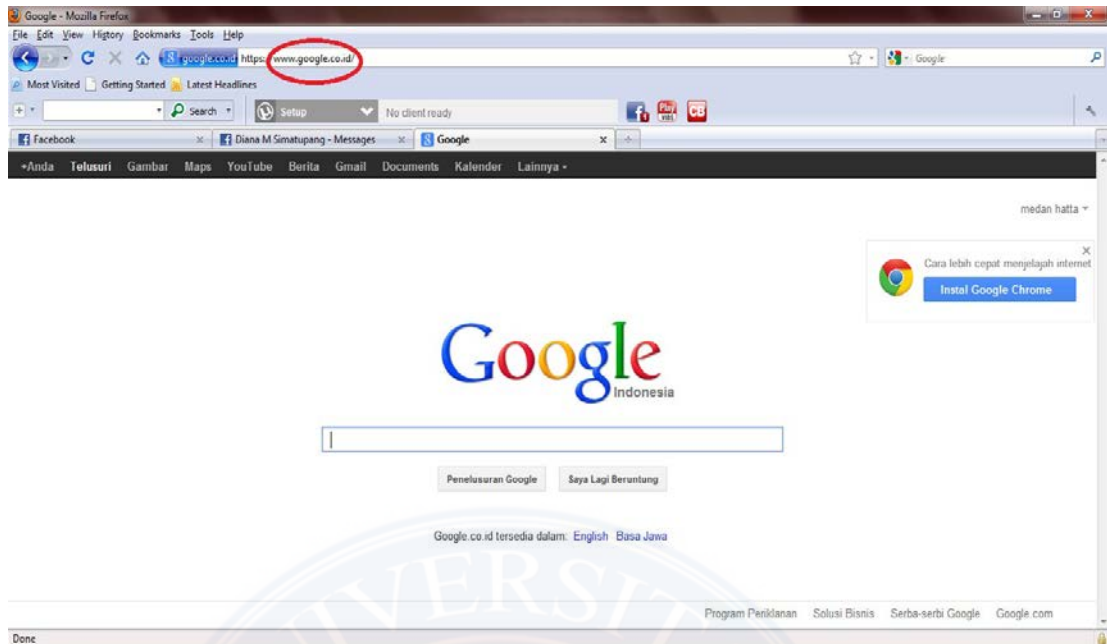 Google - Mozilla Firefox
File Edit View History Bookmarks Tools Help
google.co.id https://www.google.co.id/ Google
Most Visited Getting Started Latest Headlines
Search Setup No client ready Play vidz CB
Facebook Diana M Simatupang - Messages Google
+Anda Telusuri Gambar Maps YouTube Berita Gmail Documents Kalender Lainnya
medan hatta
Cara lebih cepat menjelajah internet
Instal Google Chrome
Google
Indonesia
Penelusuran Google Saya Lagi Beruntung
Google.co.id tersedia dalam: English Basa Jawa
VERSIT
Program Periklanan Solusi Bisnis Serba-serbi Google Google.com
Done